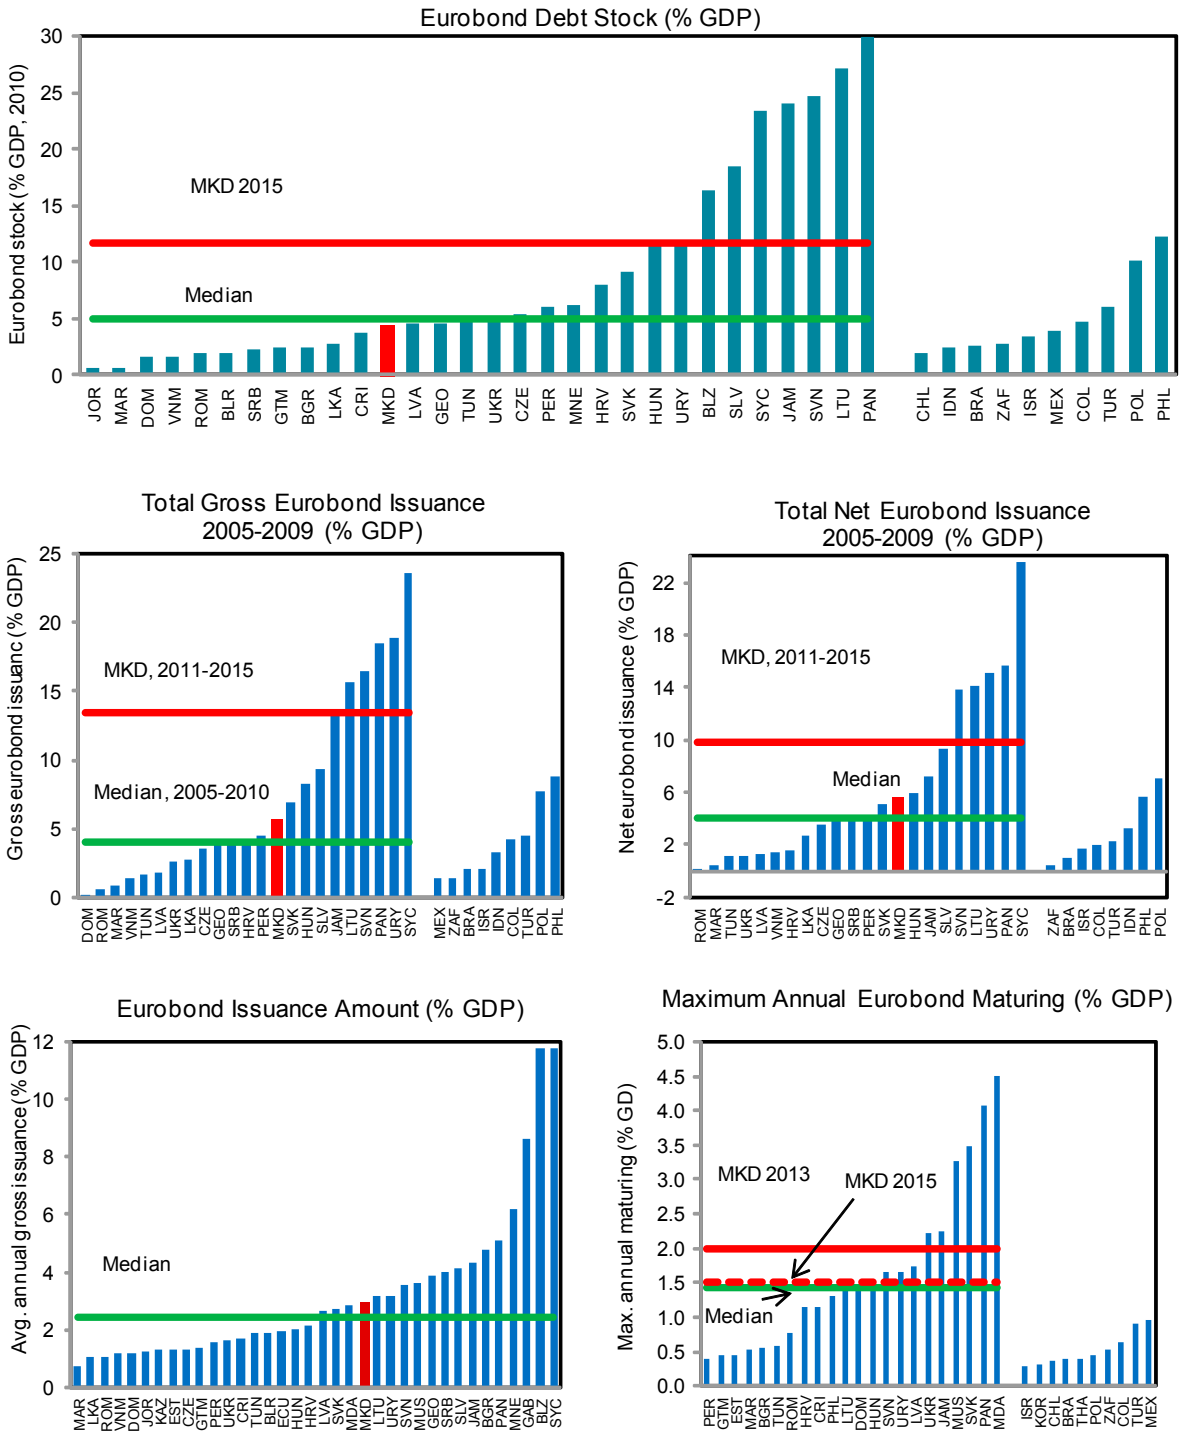 Eurobond Debt Stock (% GDP)
Eurobond stock (% GDP, 2010)
30
25
20
15
10
5
0
MKD 2015
Median
JOR MAR DOM VNM ROM BLR SRB GTM BGR LKA CRI MKD LVA GEO TUN UKR CZE PER MNE HRV SVK HUN URY BLZ SLV SYC JAM SVN LTU PAN CHL IDN BRA ZAF ISR MEX COL TUR POL PHL
Total Gross Eurobond Issuance
2005-2009 (% GDP)
Gross eurobond issuanc (% GDP)
25
20
15
10
5
0
MKD, 2011-2015
Median, 2005-2010
DOM ROM MAR VNM TUN LVA UKR LKA CZE GEO SRB HRV PER MKD SVK HUN SLV JAM LTU SVN PAN URY SYC MEX ZAF BRA ISR IDN COL TUR POL PHL
Total Net Eurobond Issuance
2005-2009 (% GDP)
Net eurobond issuance (% GDP)
22
18
14
10
6
2
-2
MKD, 2011-2015
Median
ROM MAR TUN UKR LVA VNM HRV LKA CZE GEO SRB PER SVK MKD HUN JAM SLV SVN LTU URY PAN SYC ZAF BRA ISR COL TUR IDN PHL POL
Eurobond Issuance Amount (% GDP)
Avg. annual gross issuance (% GDP)
12
10
8
6
4
2
0
Median
MAR LKA ROM VNM DOM JOR KAZ EST CZE GTM PER UKR CRI TUN BLR ECU HUN HRV LVA SVK MDA MKD LTU URY SVN MUS GEO SRB SLV JAM BGR PAN MNE GAB BLZ SYC
Maximum Annual Eurobond Maturing (% GDP)
Max. annual maturing (% GD)
5.0
4.5
4.0
3.5
3.0
2.5
2.0
1.5
1.0
0.5
0.0
MKD 2013
MKD 2015
Median
PER GTM EST MAR BGR TUN ROM HRV CRI PHL LTU DOM HUN SVN URY LVA UKR JAM MUS SVK PAN MDA ISR KOR CHL BRA THA POL ZAF COL TUR MEX